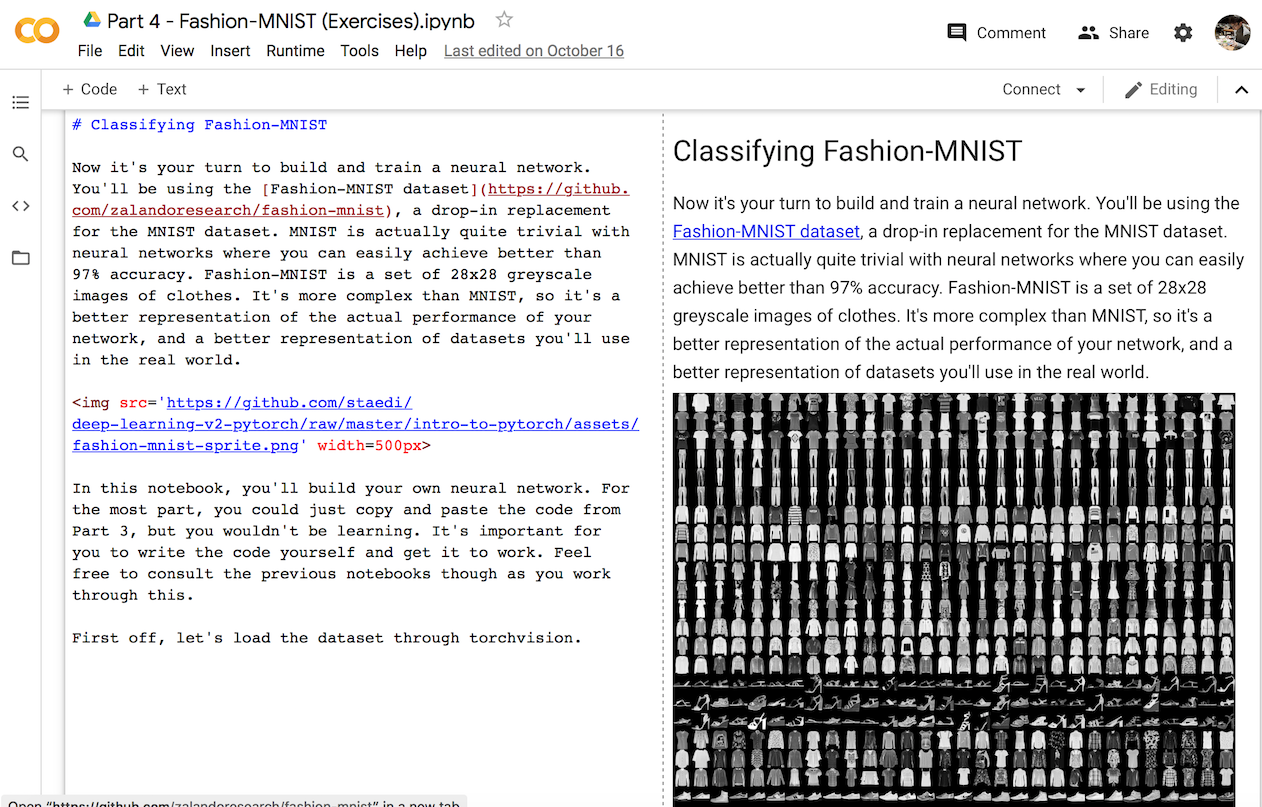 Part 4 - Fashion-MNIST (Exercises).ipynb
File Edit View Insert Runtime Tools Help Last edited on October 16
Comment Share
+ Code + Text
Connect Editing
# Classifying Fashion-MNIST
Now it's your turn to build and train a neural network.
You'll be using the [Fashion-MNIST dataset](https://github.
com/zalandoresearch/fashion-mnist), a drop-in replacement
for the MNIST dataset. MNIST is actually quite trivial with
neural networks where you can easily achieve better than
97% accuracy. Fashion-MNIST is a set of 28x28 greyscale
images of clothes. It's more complex than MNIST, so it's a
better representation of the actual performance of your
network, and a better representation of datasets you'll use
in the real world.
<img src='https://github.com/staedi/
deep-learning-v2-pytorch/raw/master/intro-to-pytorch/assets/
fashion-mnist-sprite.png' width=500px>
In this notebook, you'll build your own neural network. For
the most part, you could just copy and paste the code from
Part 3, but you wouldn't be learning. It's important for
you to write the code yourself and get it to work. Feel
free to consult the previous notebooks though as you work
through this.
First off, let's load the dataset through torchvision.
Classifying Fashion-MNIST
Now it's your turn to build and train a neural network. You'll be using the
Fashion-MNIST dataset, a drop-in replacement for the MNIST dataset.
MNIST is actually quite trivial with neural networks where you can easily
achieve better than 97% accuracy. Fashion-MNIST is a set of 28x28
greyscale images of clothes. It's more complex than MNIST, so it's a
better representation of the actual performance of your network, and a
better representation of datasets you'll use in the real world.
Open "https://github.com/zalandoresearch/fashion-mnist" in a new tab